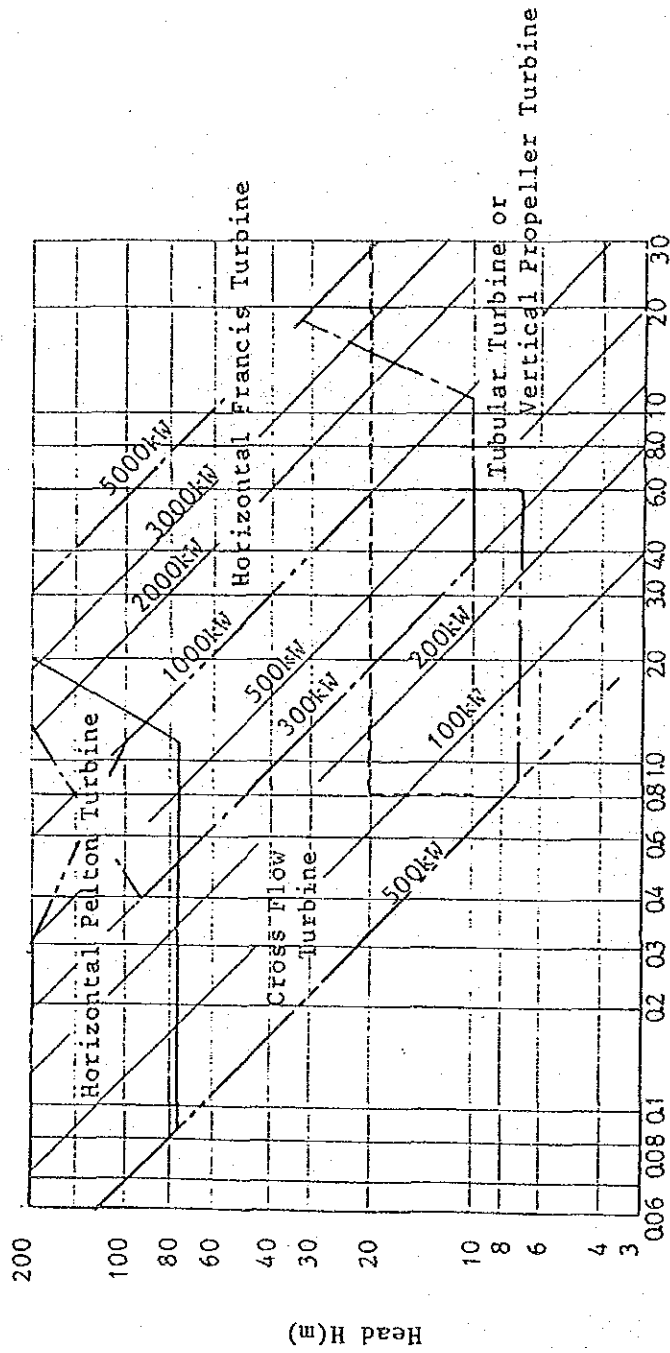 Head H(m)
200
100
80
60
40
30
20
10
8
6
4
3
Horizontal Pelton Turbine
5000kW
3000kW
2000kW
1000kW
500kW
300kW
200kW
100kW
500kW
Cross Flow
Turbine
Horizontal Francis Turbine
Tubular Turbine or
Vertical Propeller Turbine
0.06
0.08
0.1
0.2
0.3
0.4
0.6
0.8
1.0
2.0
3.0
4.0
6.0
8.0
10
20
30